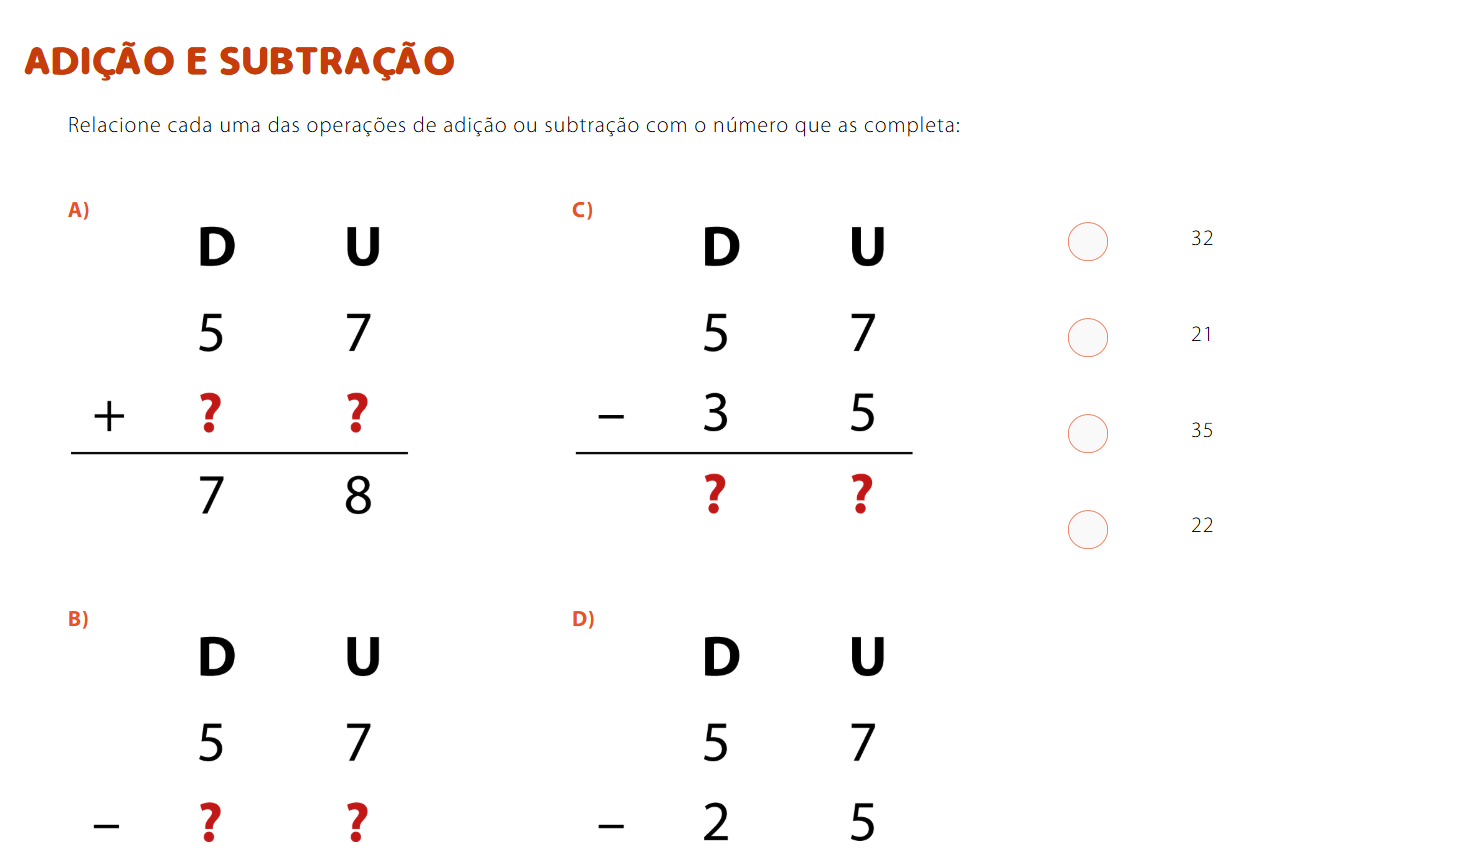 ADIÇÃO E SUBTRAÇÃO
Relacione cada uma das operações de adição ou subtração com o número que as completa:
A)
D U
5 7
+ ? ?
7 8
B)
D U
5 7
– ? ?
C)
D U
5 7
– 3 5
? ?
D)
D U
5 7
– 2 5
32
21
35
22